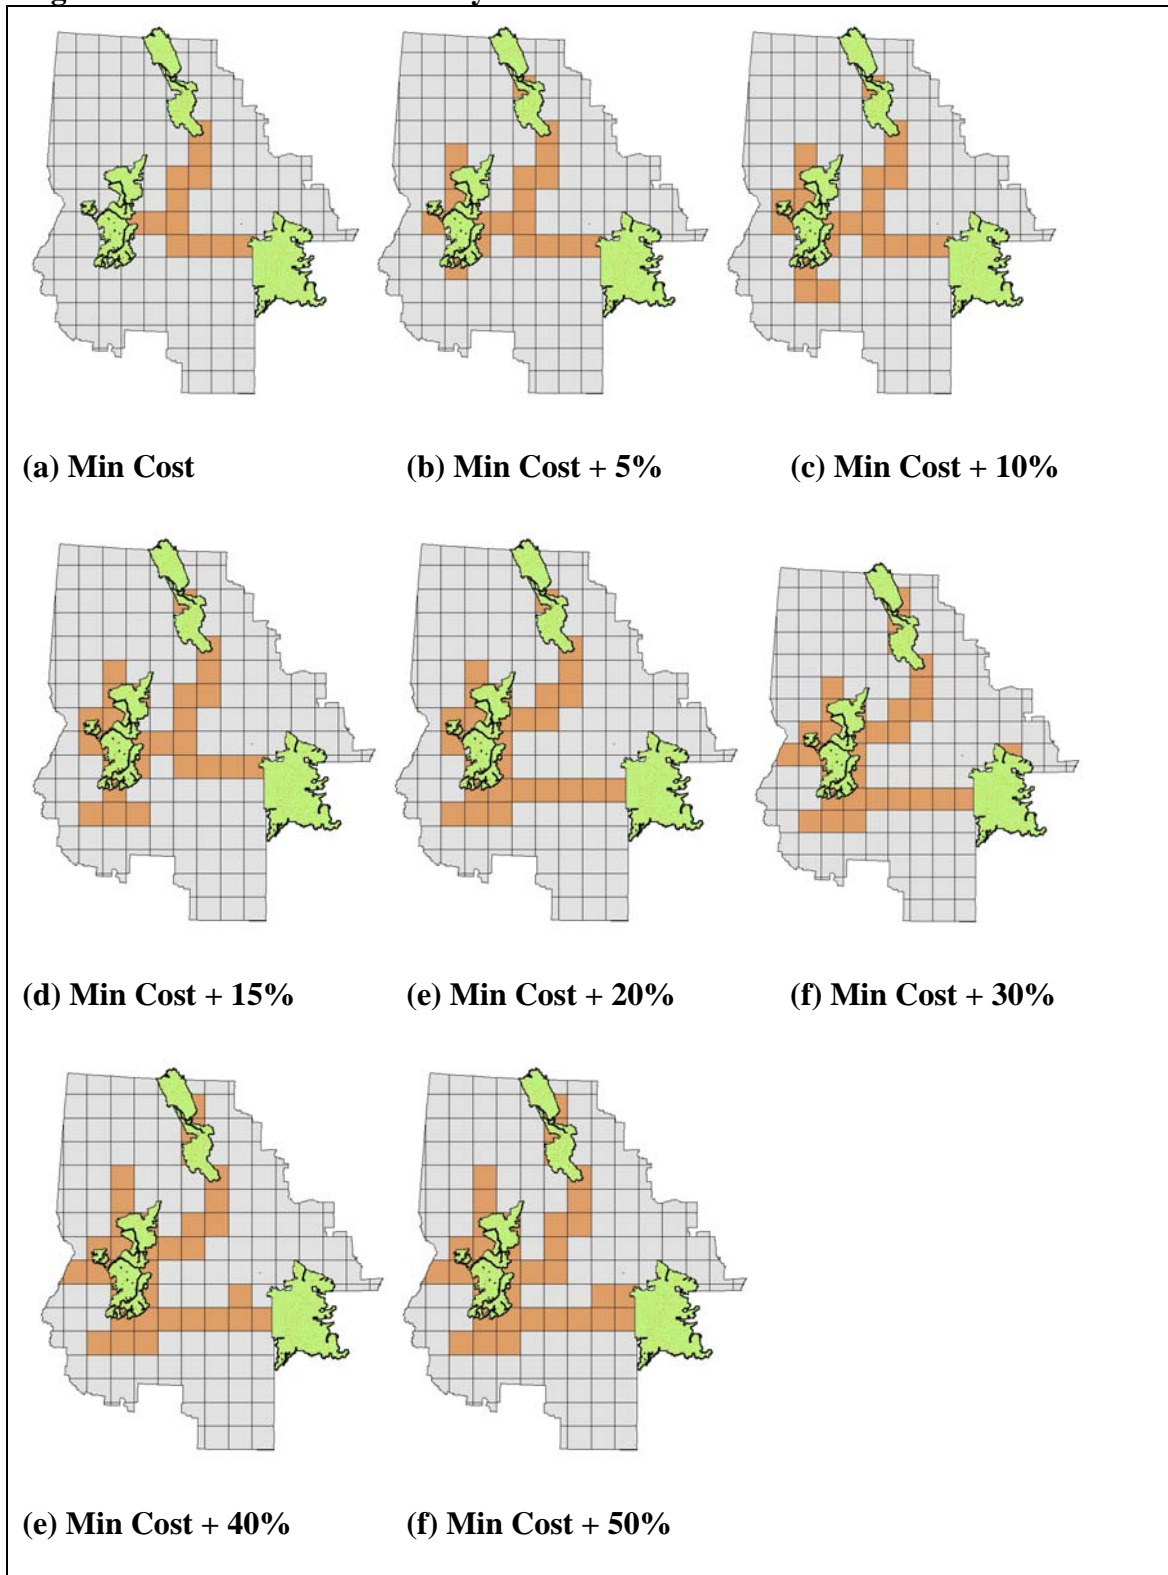 (a) Min Cost (b) Min Cost + 5% (c) Min Cost + 10%
(d) Min Cost + 15% (e) Min Cost + 20% (f) Min Cost + 30%
(e) Min Cost + 40% (f) Min Cost + 50%